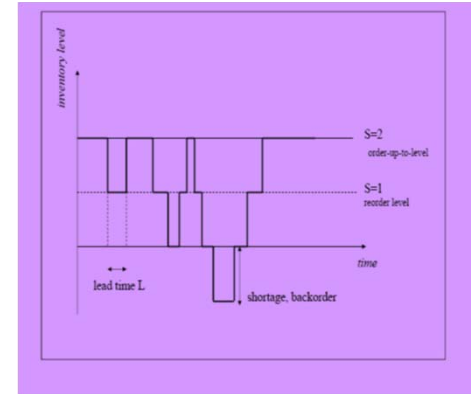 inventory level
S=2
order-up-to-level
S=1
reorder level
time
lead time L
shortage, backorder